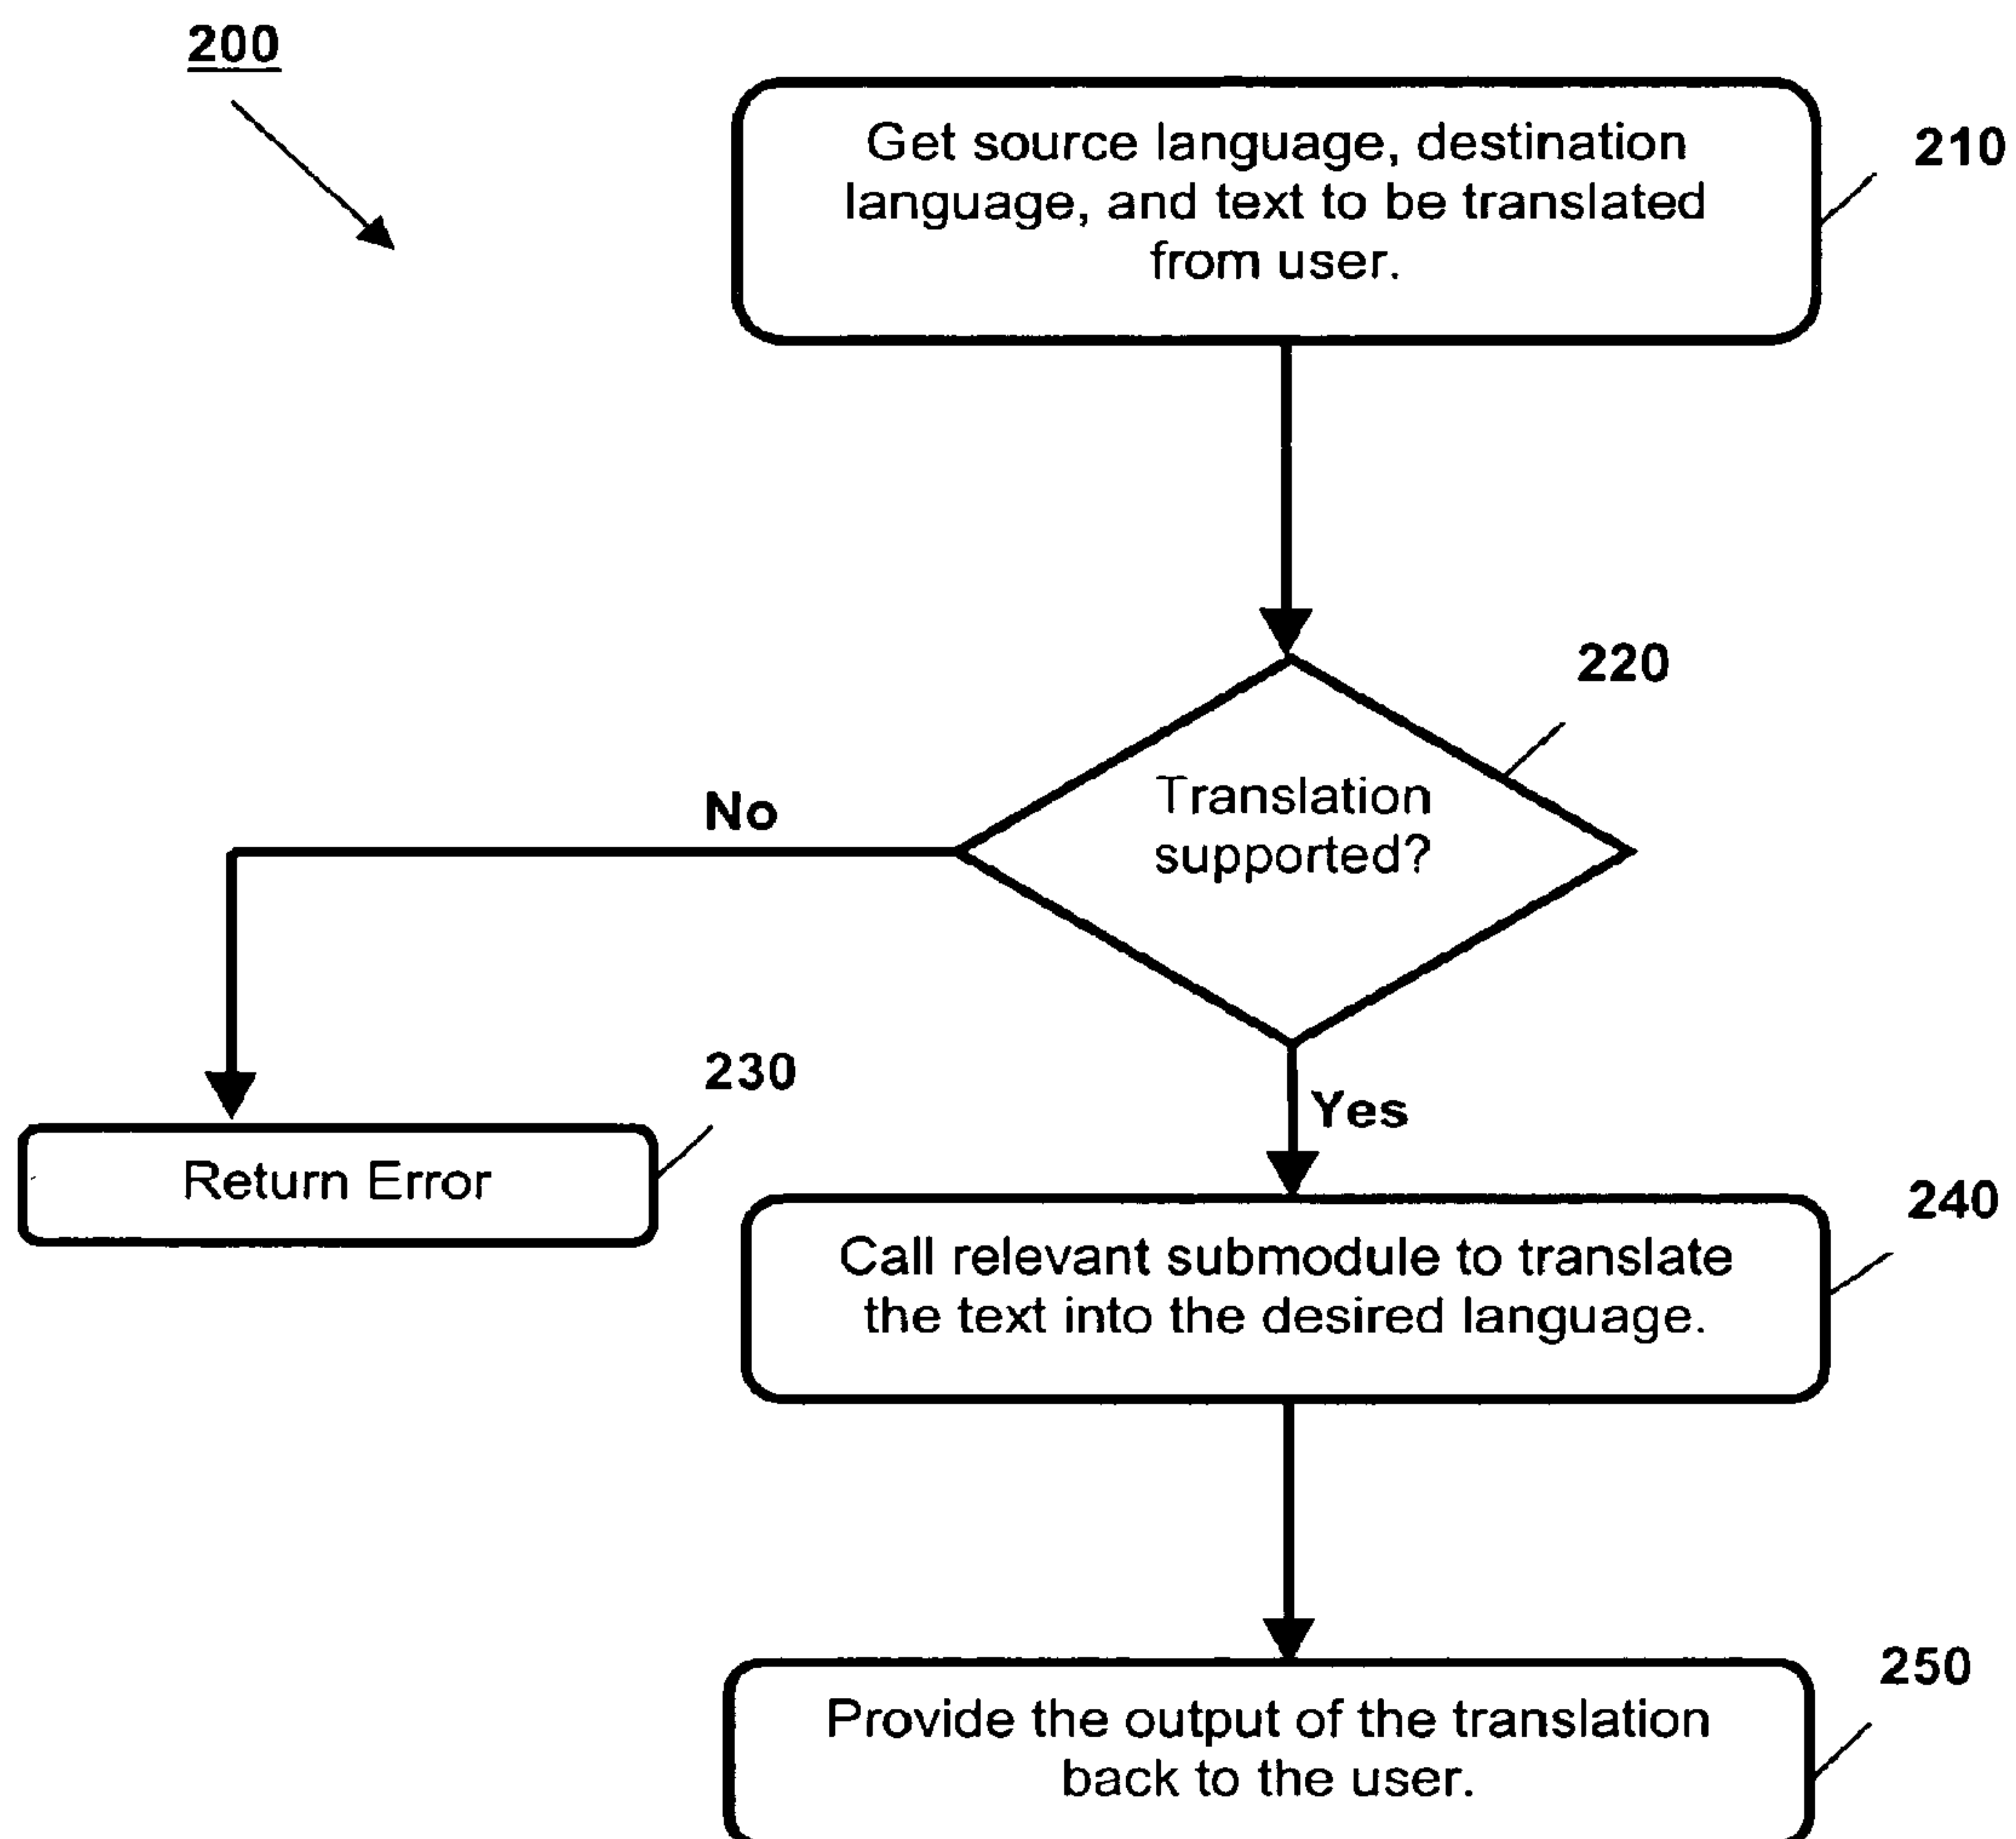 200
Get source language, destination
language, and text to be translated
from user.
210
220
Translation
supported?
No
Yes
230
Return Error
240
Call relevant submodule to translate
the text into the desired language.
250
Provide the output of the translation
back to the user.